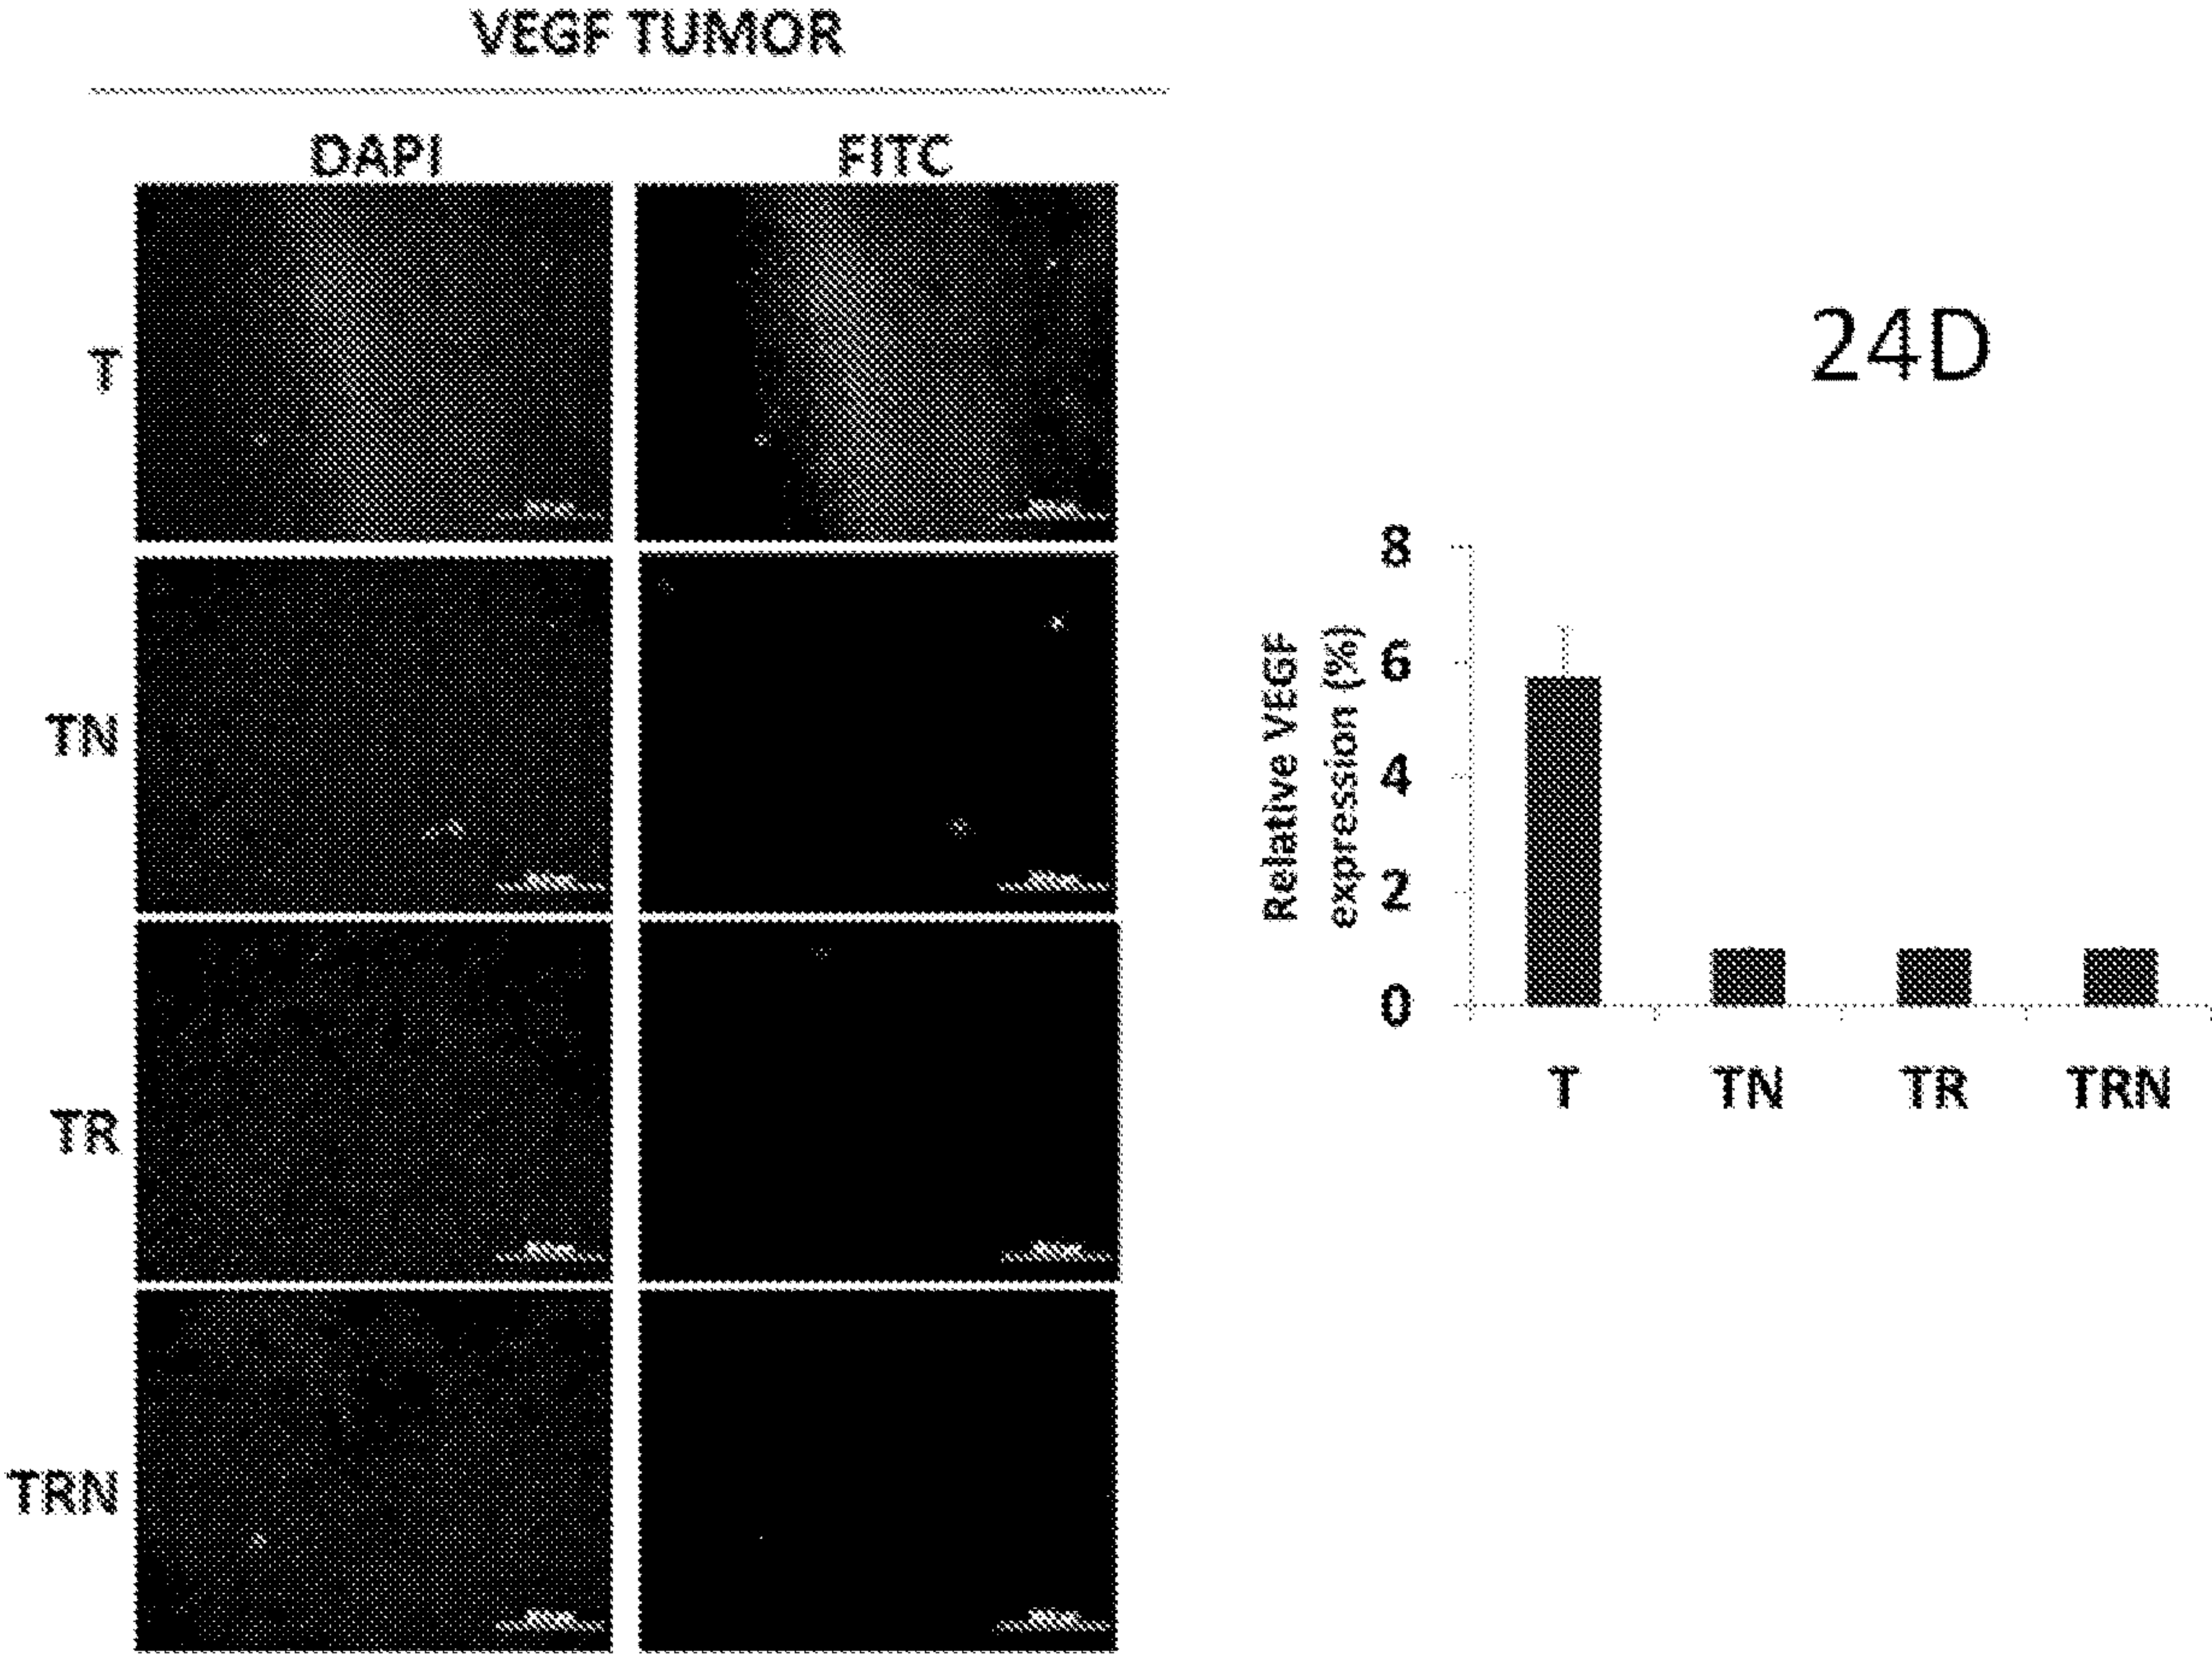 VEGF TUMOR
DAPI
FITC
T
TN
TR
TRN
24D
Relative VEGF
expression (%)
8
6
4
2
0
T
TN
TR
TRN